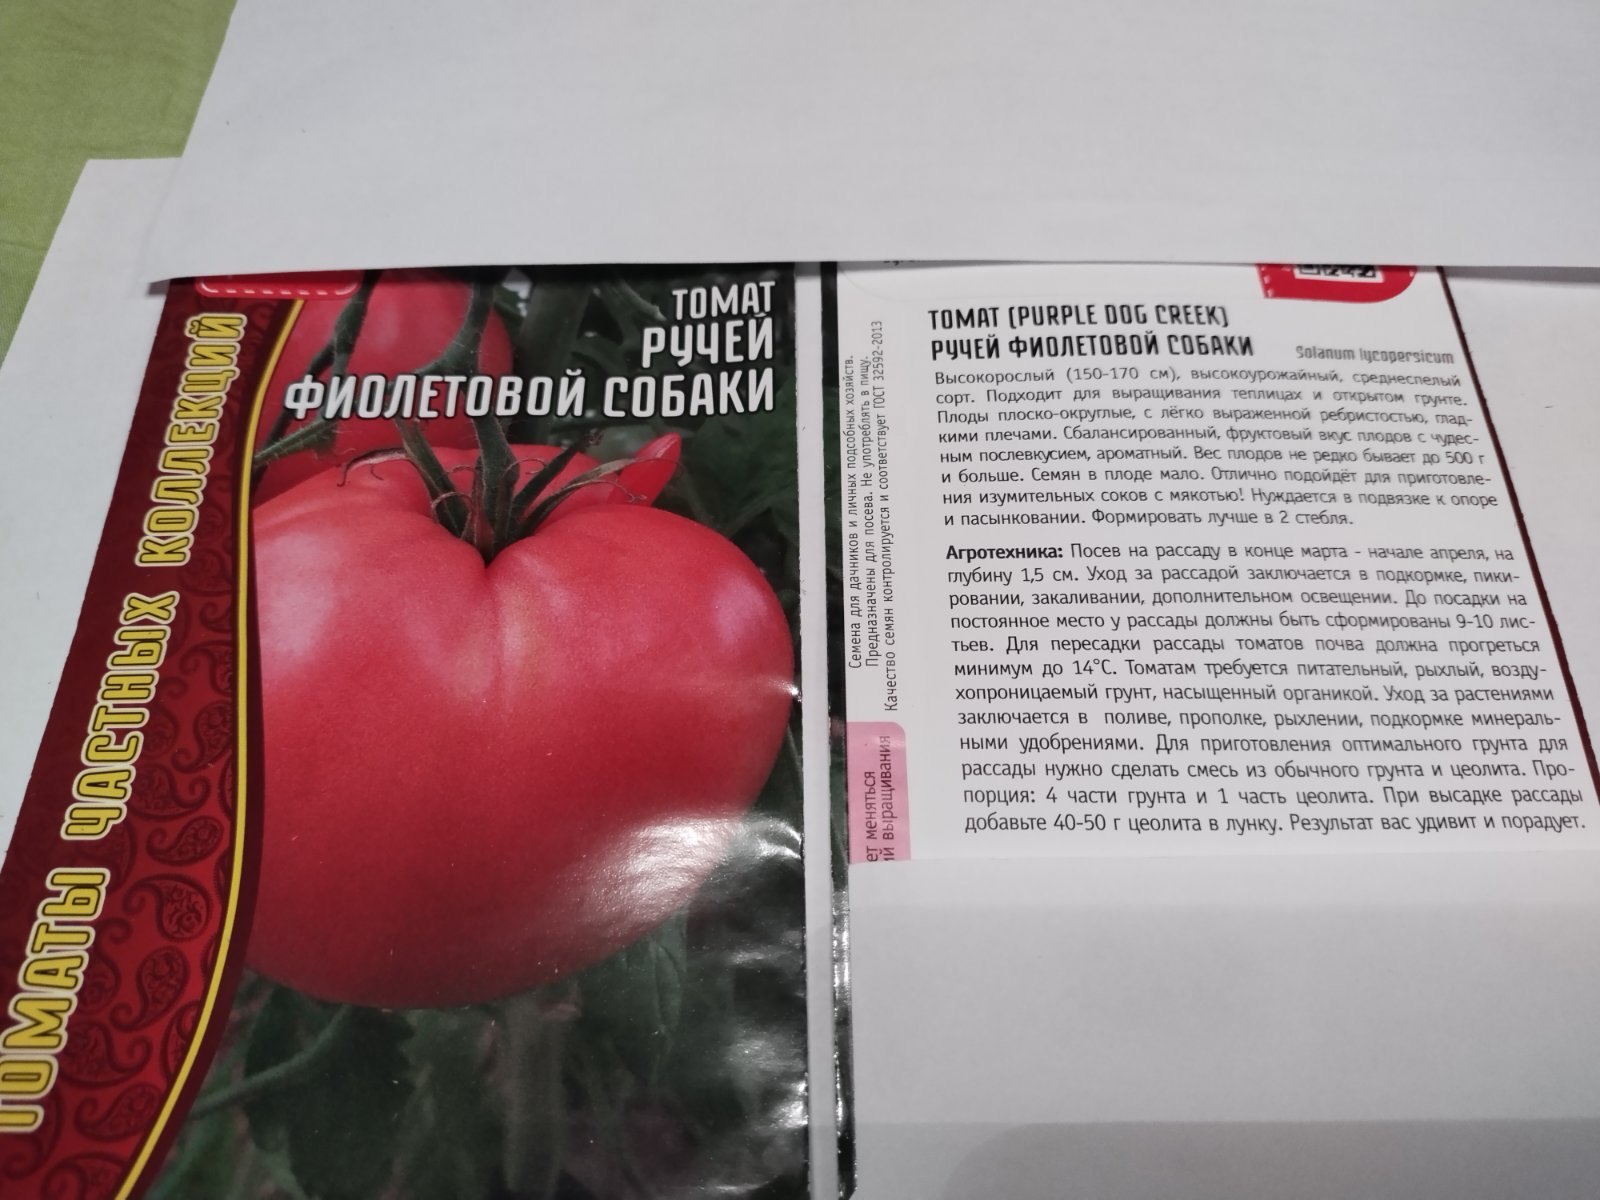 ТОМАТЫ ЧАСТНЫХ КОЛЛЕКЦИЙ
ТОМАТ
РУЧЕЙ
ФИОЛЕТОВОЙ СОБАКИ
Семена для дачников и личных подсобных хозяйств.
Предназначены для посева. Не употреблять в пищу.
Качество семян контролируется и соответствует ГОСТ 32592-2013
меняться
выращивания
ТОМАТ (PURPLE DOG CREEK)
РУЧЕЙ ФИОЛЕТОВОЙ СОБАКИ
Solanum lycopersicum
Высокорослый (150-170 см), высокоурожайный, среднеспелый
сорт. Подходит для выращивания теплицах и открытом грунте.
Плоды плоско-округлые, с лёгко выраженной ребристостью, глад-
кими плечами. Сбалансированный, фруктовый вкус плодов с чудес-
ным послевкусием, ароматный. Вес плодов не редко бывает до 500 г
и больше. Семян в плоде мало. Отлично подойдёт для приготовле-
ния изумительных соков с мякотью! Нуждается в подвязке к опоре
и пасынковании. Формировать лучше в 2 стебля.
Агротехника: Посев на рассаду в конце марта - начале апреля, на
глубину 1,5 см. Уход за рассадой заключается в подкормке, пики-
ровании, закаливании, дополнительном освещении. До посадки на
постоянное место у рассады должны быть сформированы 9-10 лис-
тьев. Для пересадки рассады томатов почва должна прогреться
минимум до 14°С. Томатам требуется питательный, рыхлый, возду-
хопроницаемый грунт, насыщенный органикой. Уход за растениями
заключается в поливе, прополке, рыхлении, подкормке минераль-
ными удобрениями. Для приготовления оптимального грунта для
рассады нужно сделать смесь из обычного грунта и цеолита. Про-
порция: 4 части грунта и 1 часть цеолита. При высадке рассады
добавьте 40-50 г цеолита в лунку. Результат вас удивит и порадует.